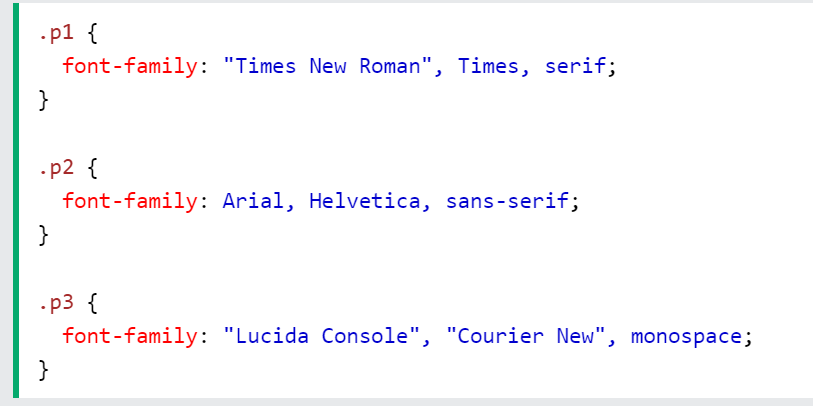 .p1 {
  font-family: "Times New Roman", Times, serif;
}
.p2 {
  font-family: Arial, Helvetica, sans-serif;
}
.p3 {
  font-family: "Lucida Console", "Courier New", monospace;
}